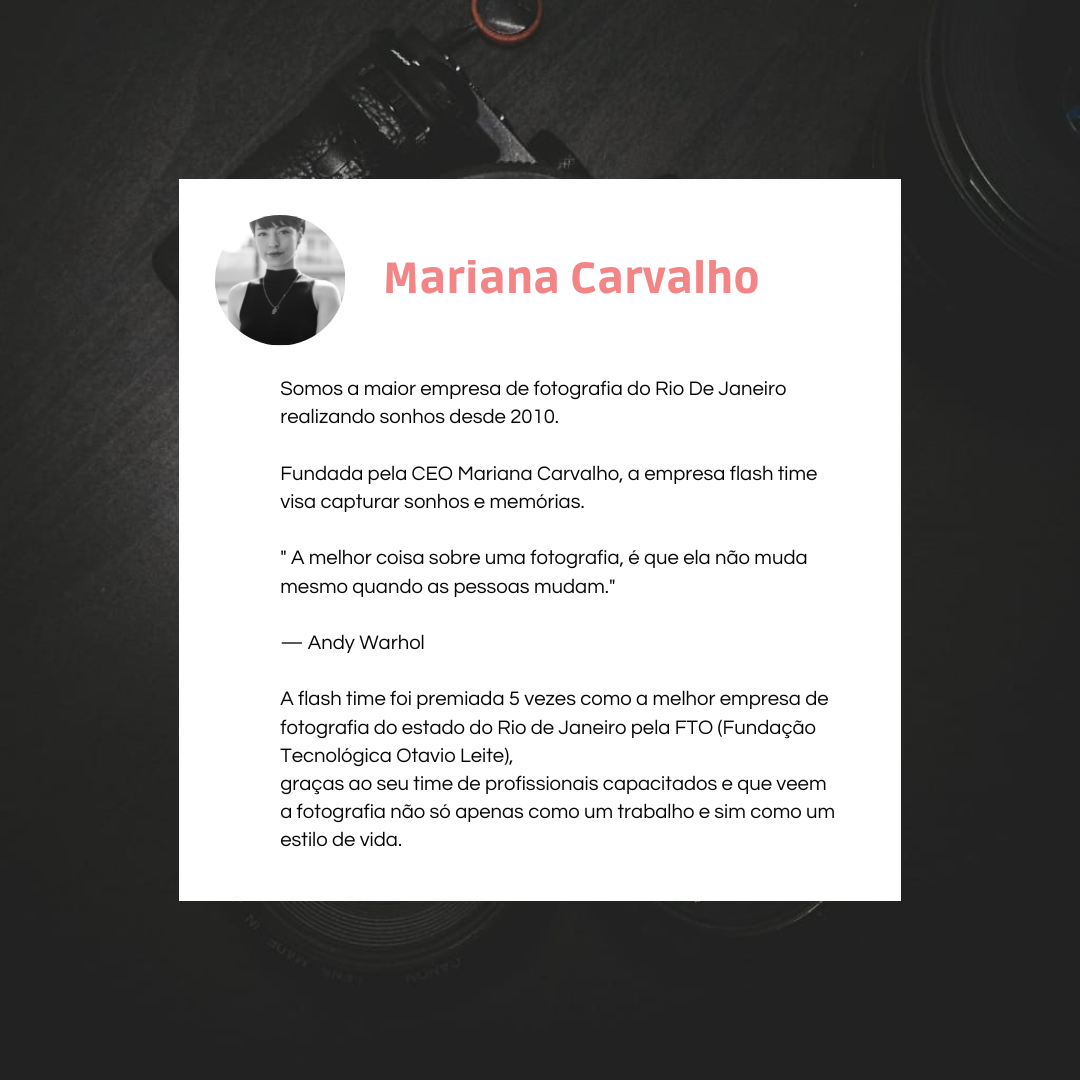 Mariana Carvalho
Somos a maior empresa de fotografia do Rio De Janeiro
realizando sonhos desde 2010.
Fundada pela CEO Mariana Carvalho, a empresa flash time
visa capturar sonhos e memórias.
" A melhor coisa sobre uma fotografia, é que ela não muda
mesmo quando as pessoas mudam."
— Andy Warhol
A flash time foi premiada 5 vezes como a melhor empresa de
fotografia do estado do Rio de Janeiro pela FTO (Fundação
Tecnológica Otavio Leite),
graças ao seu time de profissionais capacitados e que veem
a fotografia não só apenas como um trabalho e sim como um
estilo de vida.